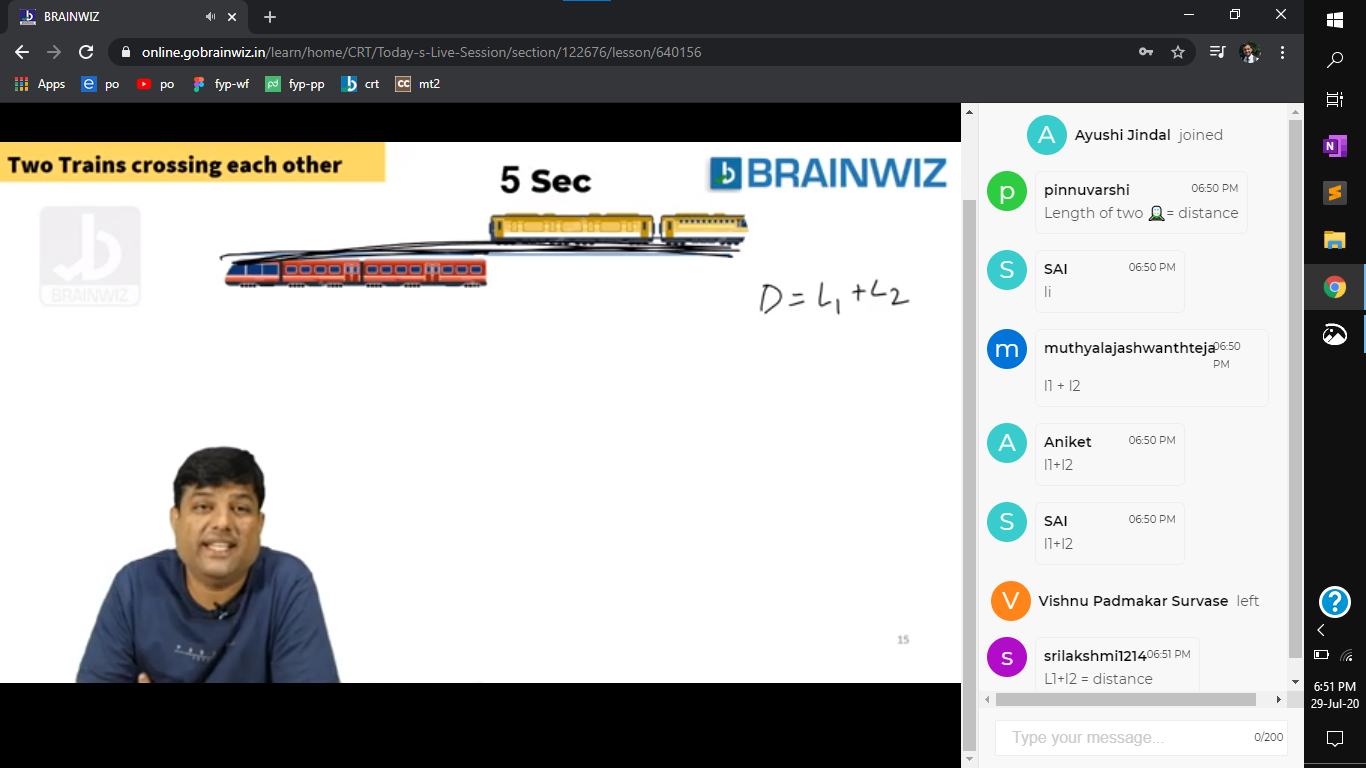 BRAINWIZ
online.gobrainwiz.in/learn/home/CRT/Today-s-Live-Session/section/122676/lesson/640156
Apps po po fyp-wf fyp-pp crt mt2
Two Trains crossing each other
5 Sec
BRAINWIZ
BRAINWIZ
D = L1 + L2
15
A Ayushi Jindal joined
p pinnuvarshi 06:50 PM
Length of two = distance
S SAI 06:50 PM
li
m muthyalajashwanthteja 06:50 PM
l1 + l2
A Aniket 06:50 PM
l1+l2
S SAI 06:50 PM
l1+l2
V Vishnu Padmakar Survase left
s srilakshmi1214 06:51 PM
L1+l2 = distance
Type your message... 0/200
6:51 PM
29-Jul-20